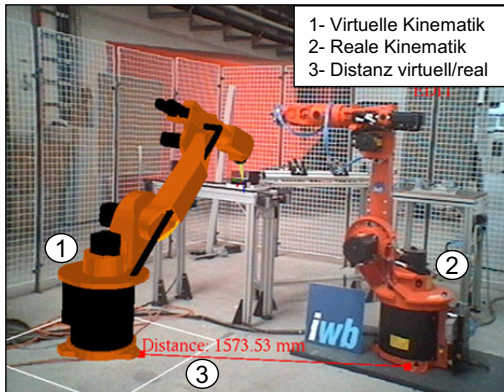 1- Virtuelle Kinematik
2- Reale Kinematik
3- Distanz virtuell/real
1
2
iwb
Distance: 1573.53 mm
3